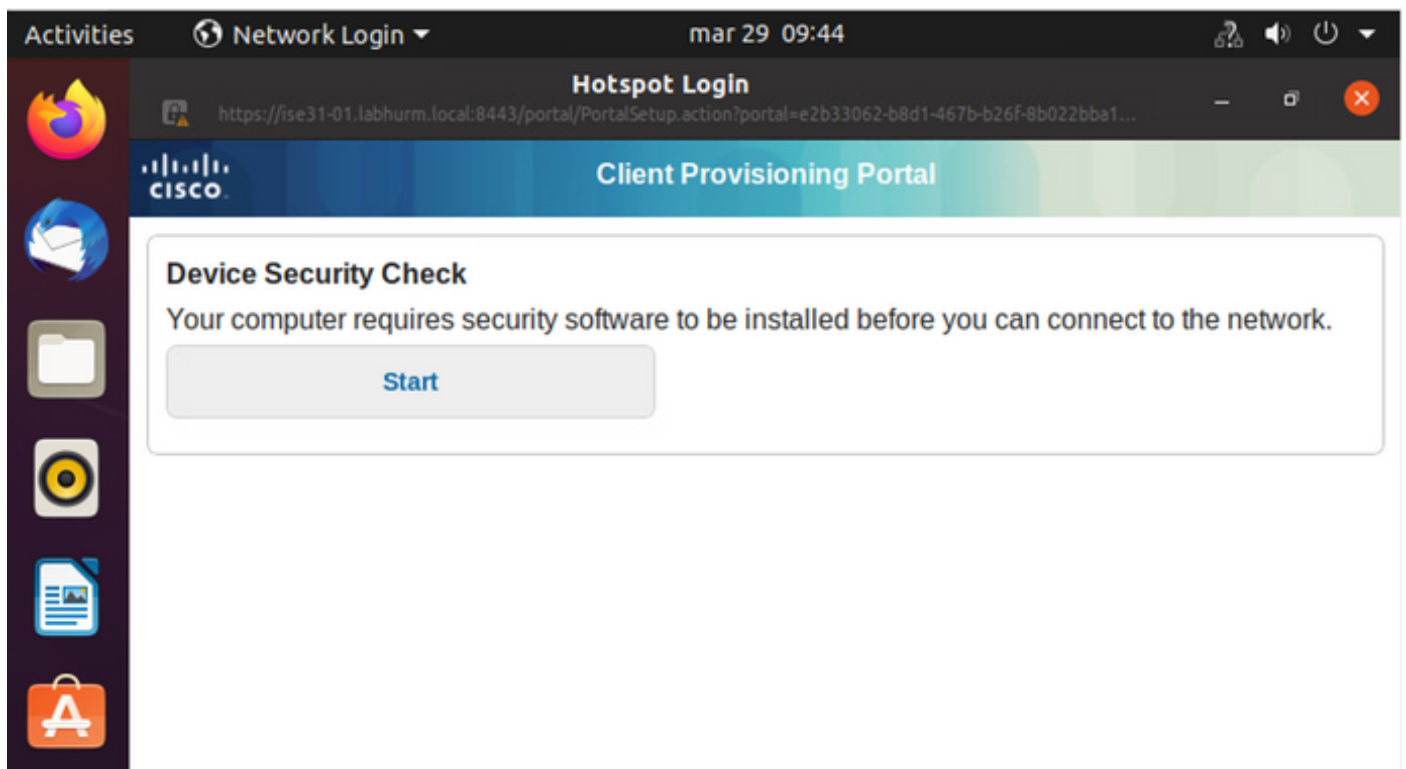 Activities Network Login mar 29 09:44
Hotspot Login
https://ise31-01.labhurm.local:8443/portal/PortalSetup.action?portal=e2b33062-b8d1-467b-b26f-8b022bba1...
CISCO Client Provisioning Portal
Device Security Check
Your computer requires security software to be installed before you can connect to the network.
Start